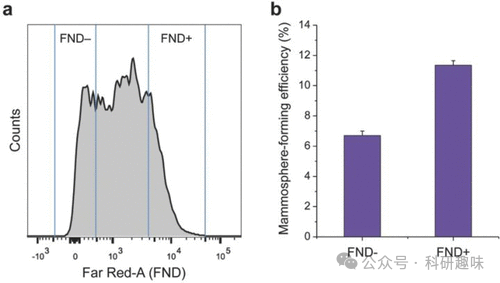 a
FND– FND+
Counts
-10³ 0 10³ 10⁴ 10⁵
Far Red-A (FND)
b
Mammosphere-forming efficiency (%)
14
12
10
8
6
4
2
0
FND- FND+
公众号 · 科研趣味